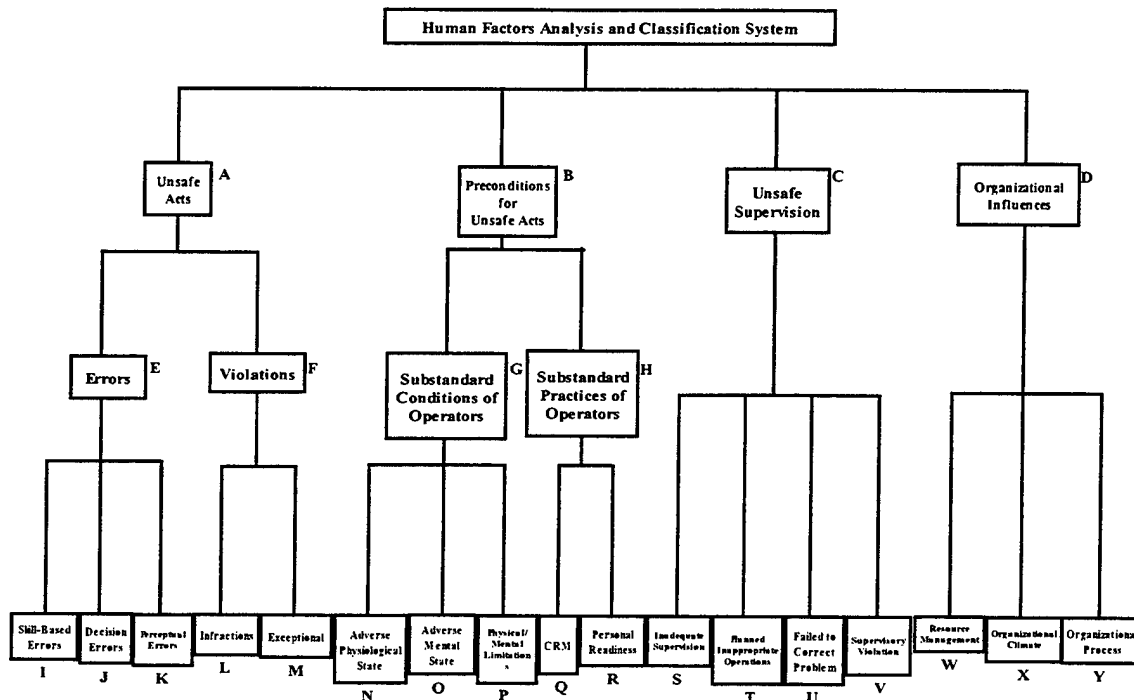 Human Factors Analysis and Classification System
Unsafe
Acts
A
Preconditions
for
Unsafe Acts
B
Unsafe
Supervision
C
Organizational
Influences
D
Errors
E
Violations
F
Substandard
Conditions of
Operators
G
Substandard
Practices of
Operators
H
Skill-Based
Errors
I
Decision
Errors
J
Perceptual
Errors
K
Infractions
L
Exceptional
M
Adverse
Physiological
State
N
Adverse
Mental
State
O
Physical/
Mental Limitation
s
P
CRM
Q
Personal
Readiness
R
Inadequate
Supervision
S
Planned
Inappropriate
Operations
T
Failed to
Correct
Problem
U
Supervisory
Violation
V
Resource
Management
W
Organizational
Climate
X
Organizational
Process
Y